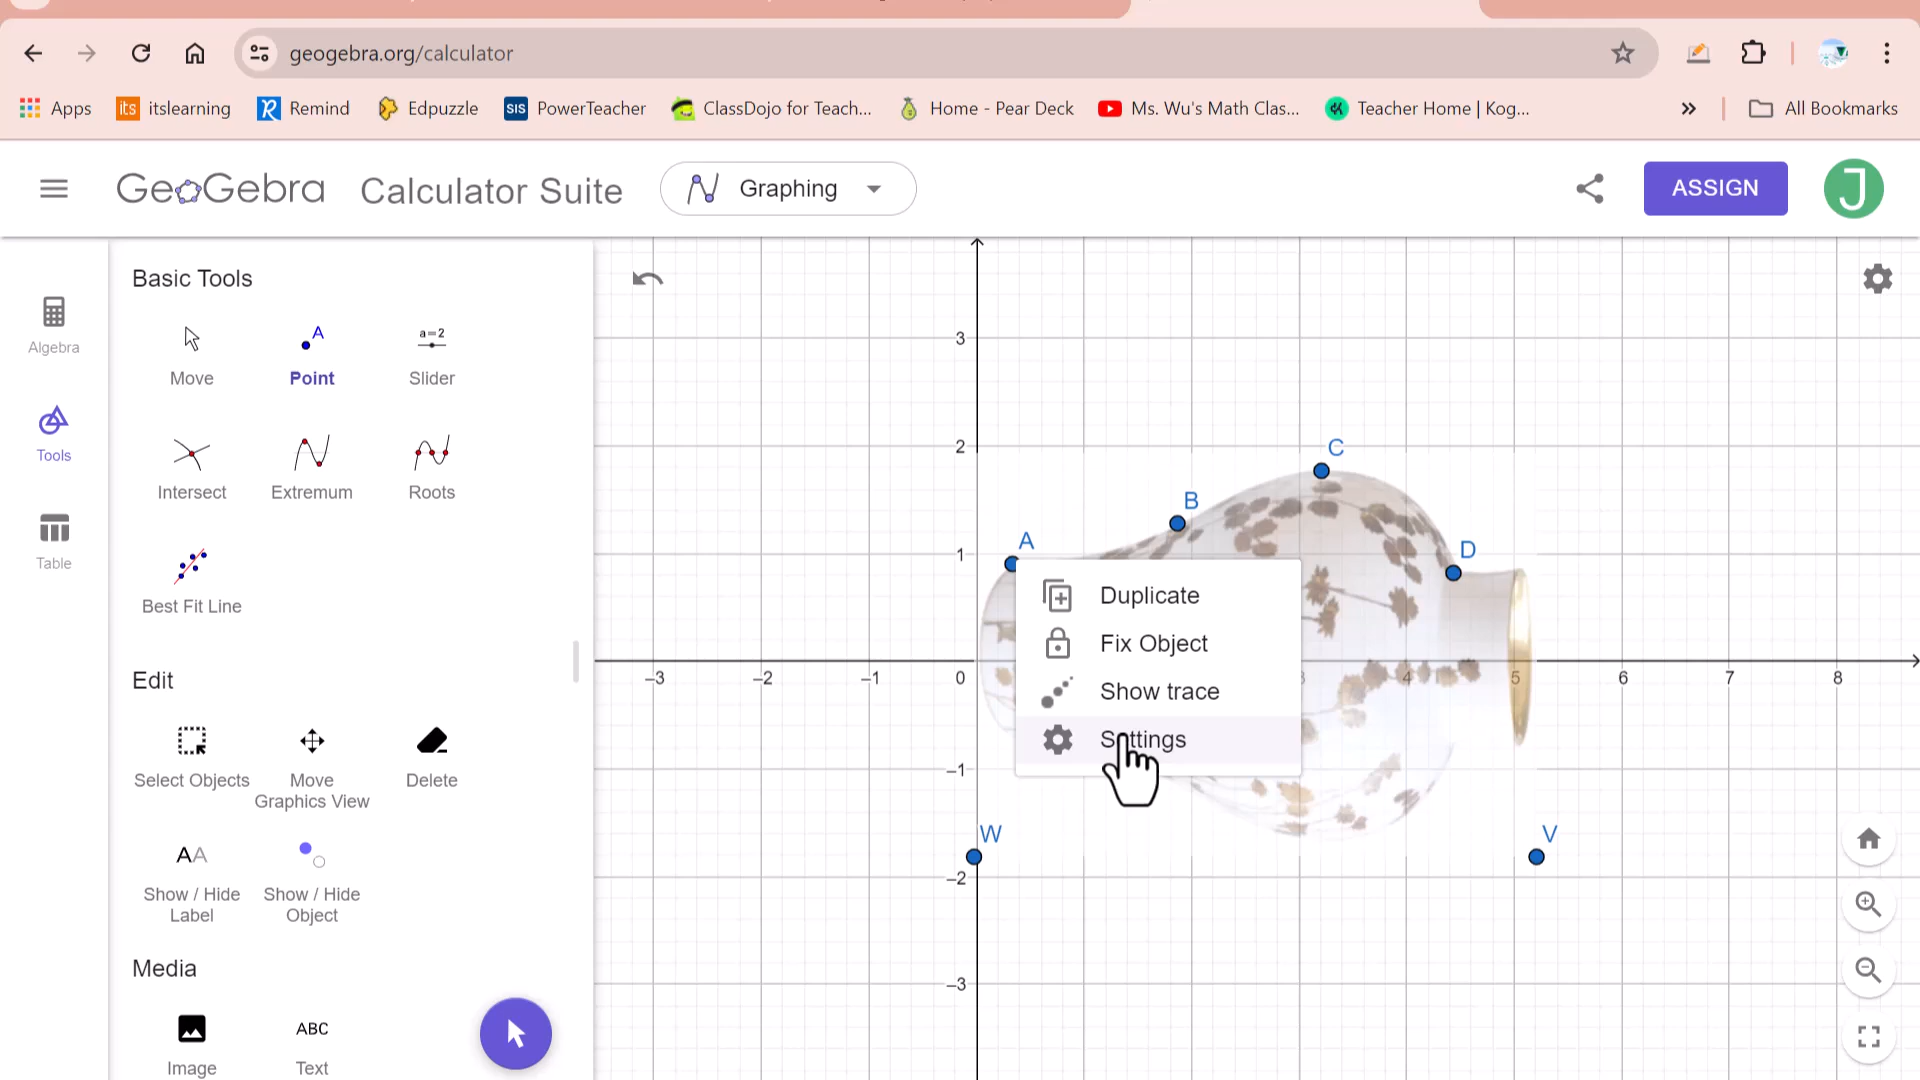 geogebra.org/calculator
Apps
itslearning
Remind
Edpuzzle
PowerTeacher
ClassDojo for Teach...
Home - Pear Deck
Ms. Wu's Math Clas...
Teacher Home | Kog...
All Bookmarks
GeoGebra
Calculator Suite
Graphing
ASSIGN
J
Algebra
Tools
Table
Basic Tools
Move
A
Point
a=2
Slider
Intersect
Extremum
Roots
Best Fit Line
Edit
Select Objects
Move
Graphics View
Delete
AA
Show / Hide
Label
Show / Hide
Object
Media
Image
ABC
Text
3
2
1
0
−1
−2
−3
−3
−2
−1
4
5
6
7
8
A
B
C
D
W
V
Duplicate
Fix Object
Show trace
Settings